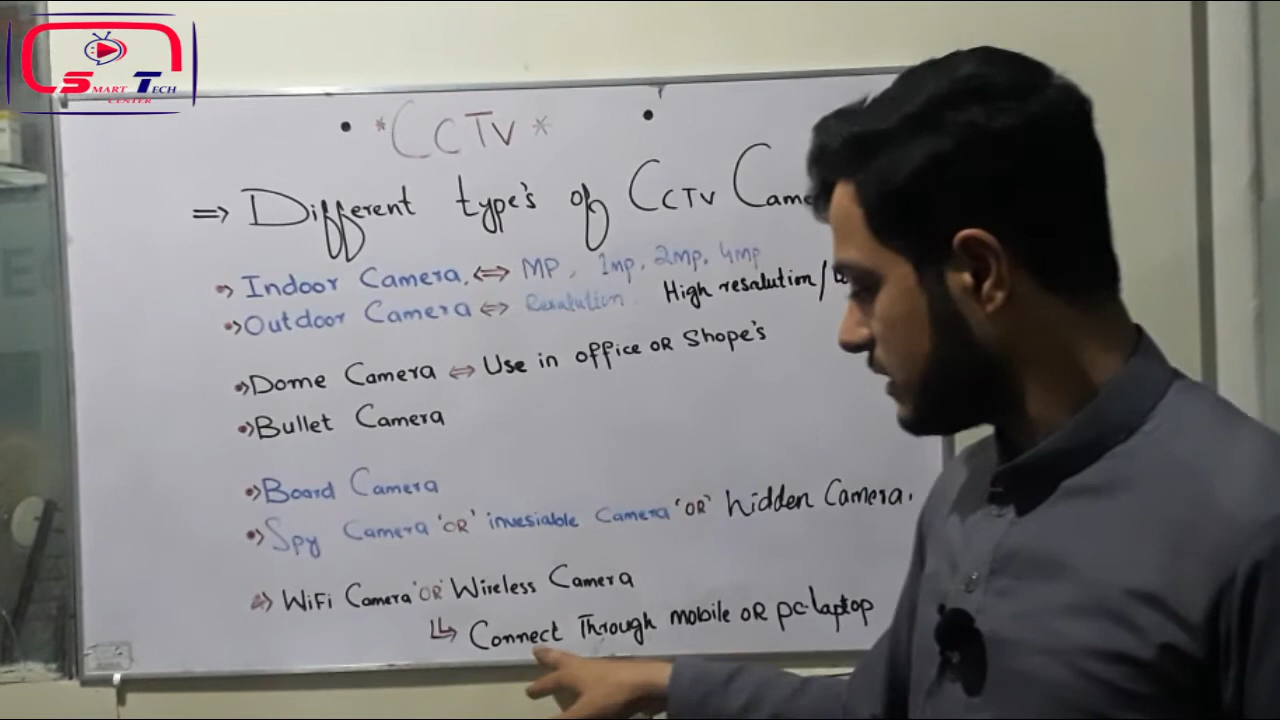 SMART TECH
CENTER
*CCTV*
⇒ Different type's of CCTV Came
Indoor Camera. ⇔ MP, 1mp, 2mp, 4mp
Outdoor Camera ⇔ Resalution. High resalution/
Dome Camera ⇔ Use in office OR Shope's
Bullet Camera
Board Camera
Spy Camera 'OR' invesiable Camera 'OR' hidden Camera.
WiFi Camera 'OR' Wireless Camera
↳ Connect Through mobile OR pc-laptop